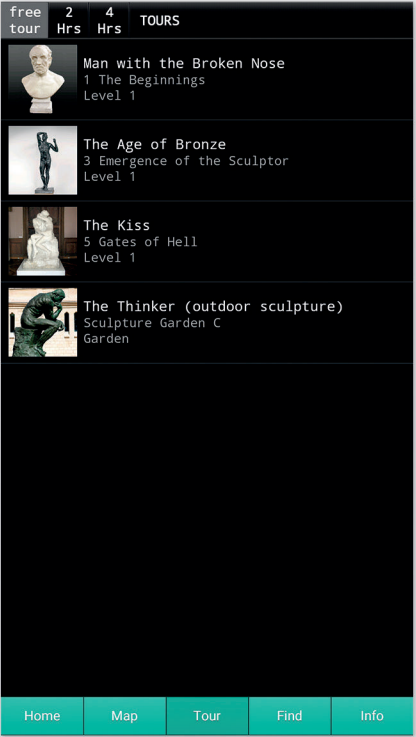 free tour
2 Hrs
4 Hrs
TOURS
Man with the Broken Nose
1 The Beginnings
Level 1
The Age of Bronze
3 Emergence of the Sculptor
Level 1
The Kiss
5 Gates of Hell
Level 1
The Thinker (outdoor sculpture)
Sculpture Garden C
Garden
Home
Map
Tour
Find
Info